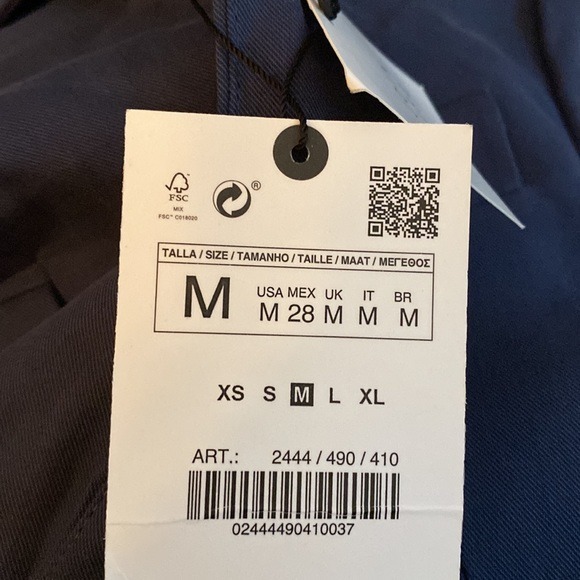 FSC
MIX
FSC™ C016020
®
TALLA / SIZE / TAMANHO / TAILLE / MAAT / ΜΕΓΕΘΟΣ
M
USA MEX UK IT BR
M 28 M M M
XS S M L XL
ART.: 2444 / 490 / 410
02444490410037